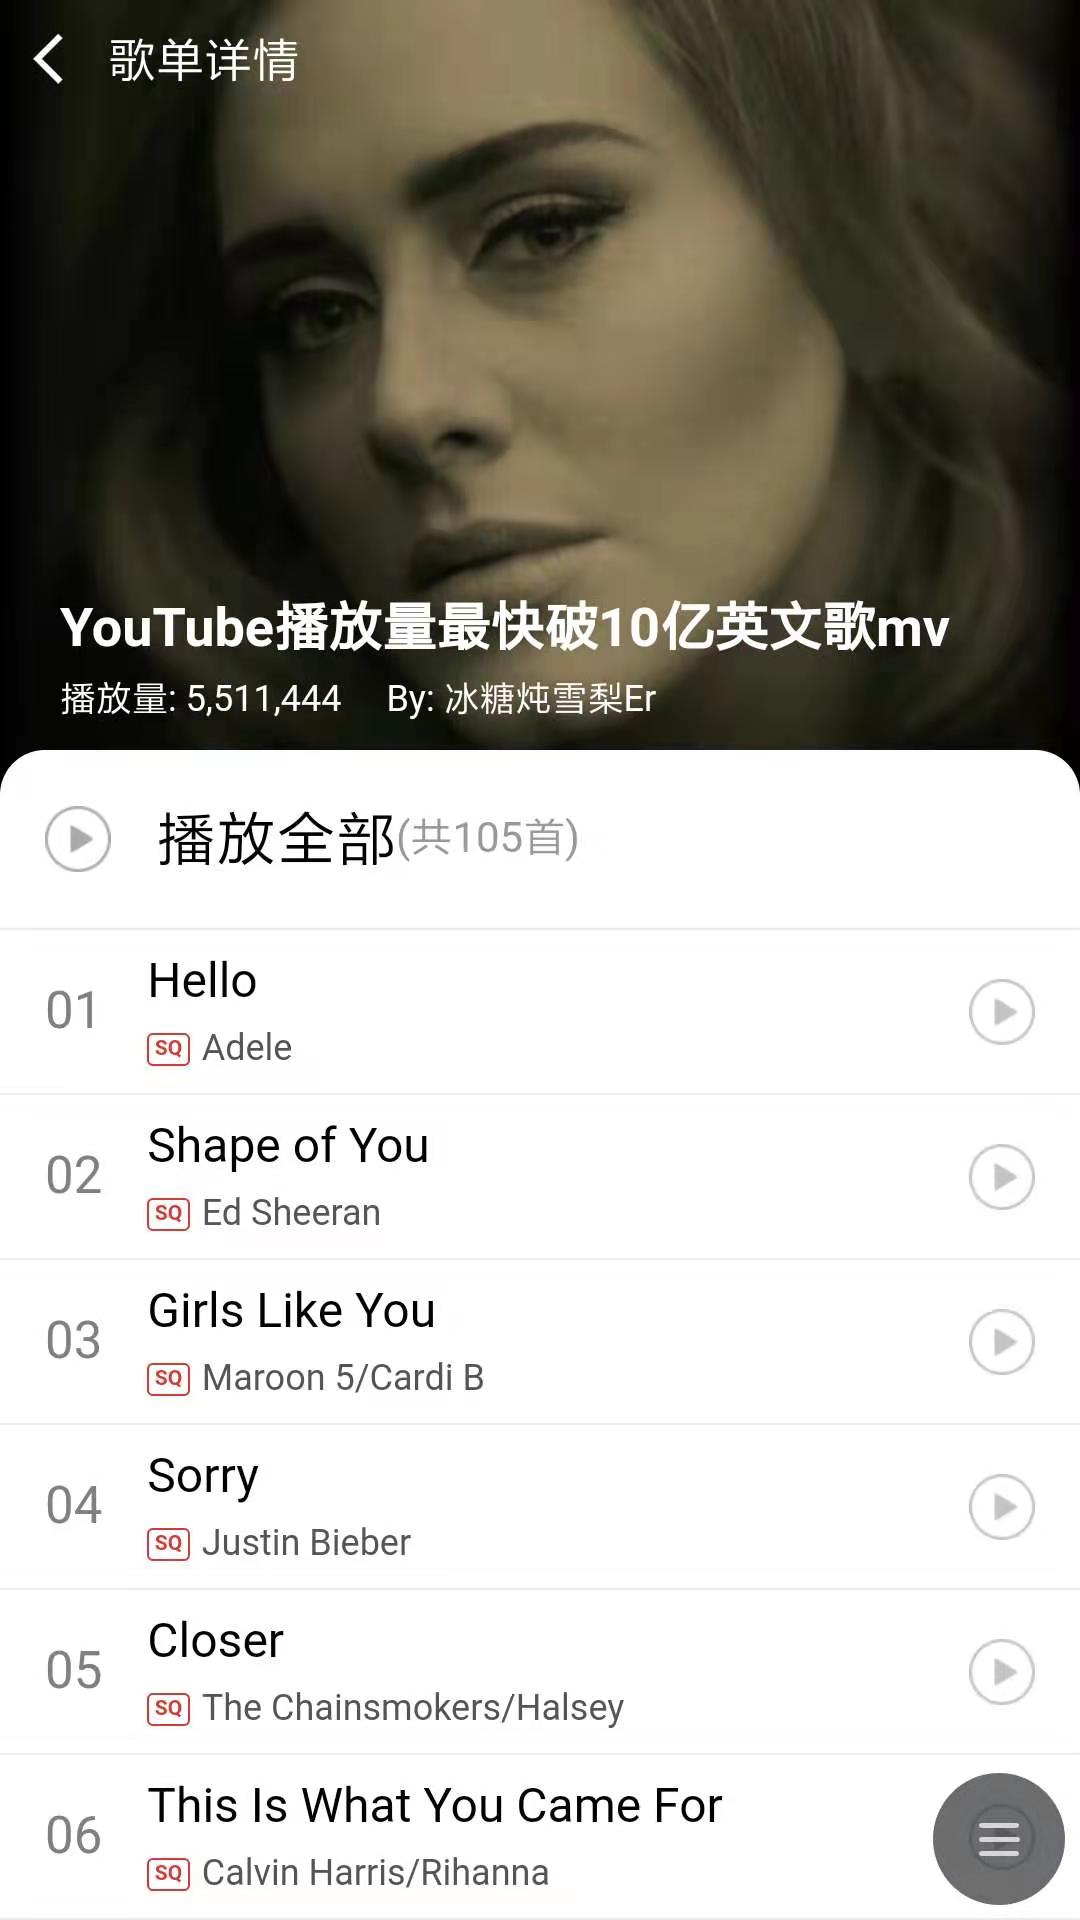 歌单详情
YouTube播放量最快破10亿英文歌mv
播放量: 5,511,444 By: 冰糖炖雪梨Er
播放全部(共105首)
01
Hello
SQ Adele
02
Shape of You
SQ Ed Sheeran
03
Girls Like You
SQ Maroon 5/Cardi B
04
Sorry
SQ Justin Bieber
05
Closer
SQ The Chainsmokers/Halsey
06
This Is What You Came For
SQ Calvin Harris/Rihanna